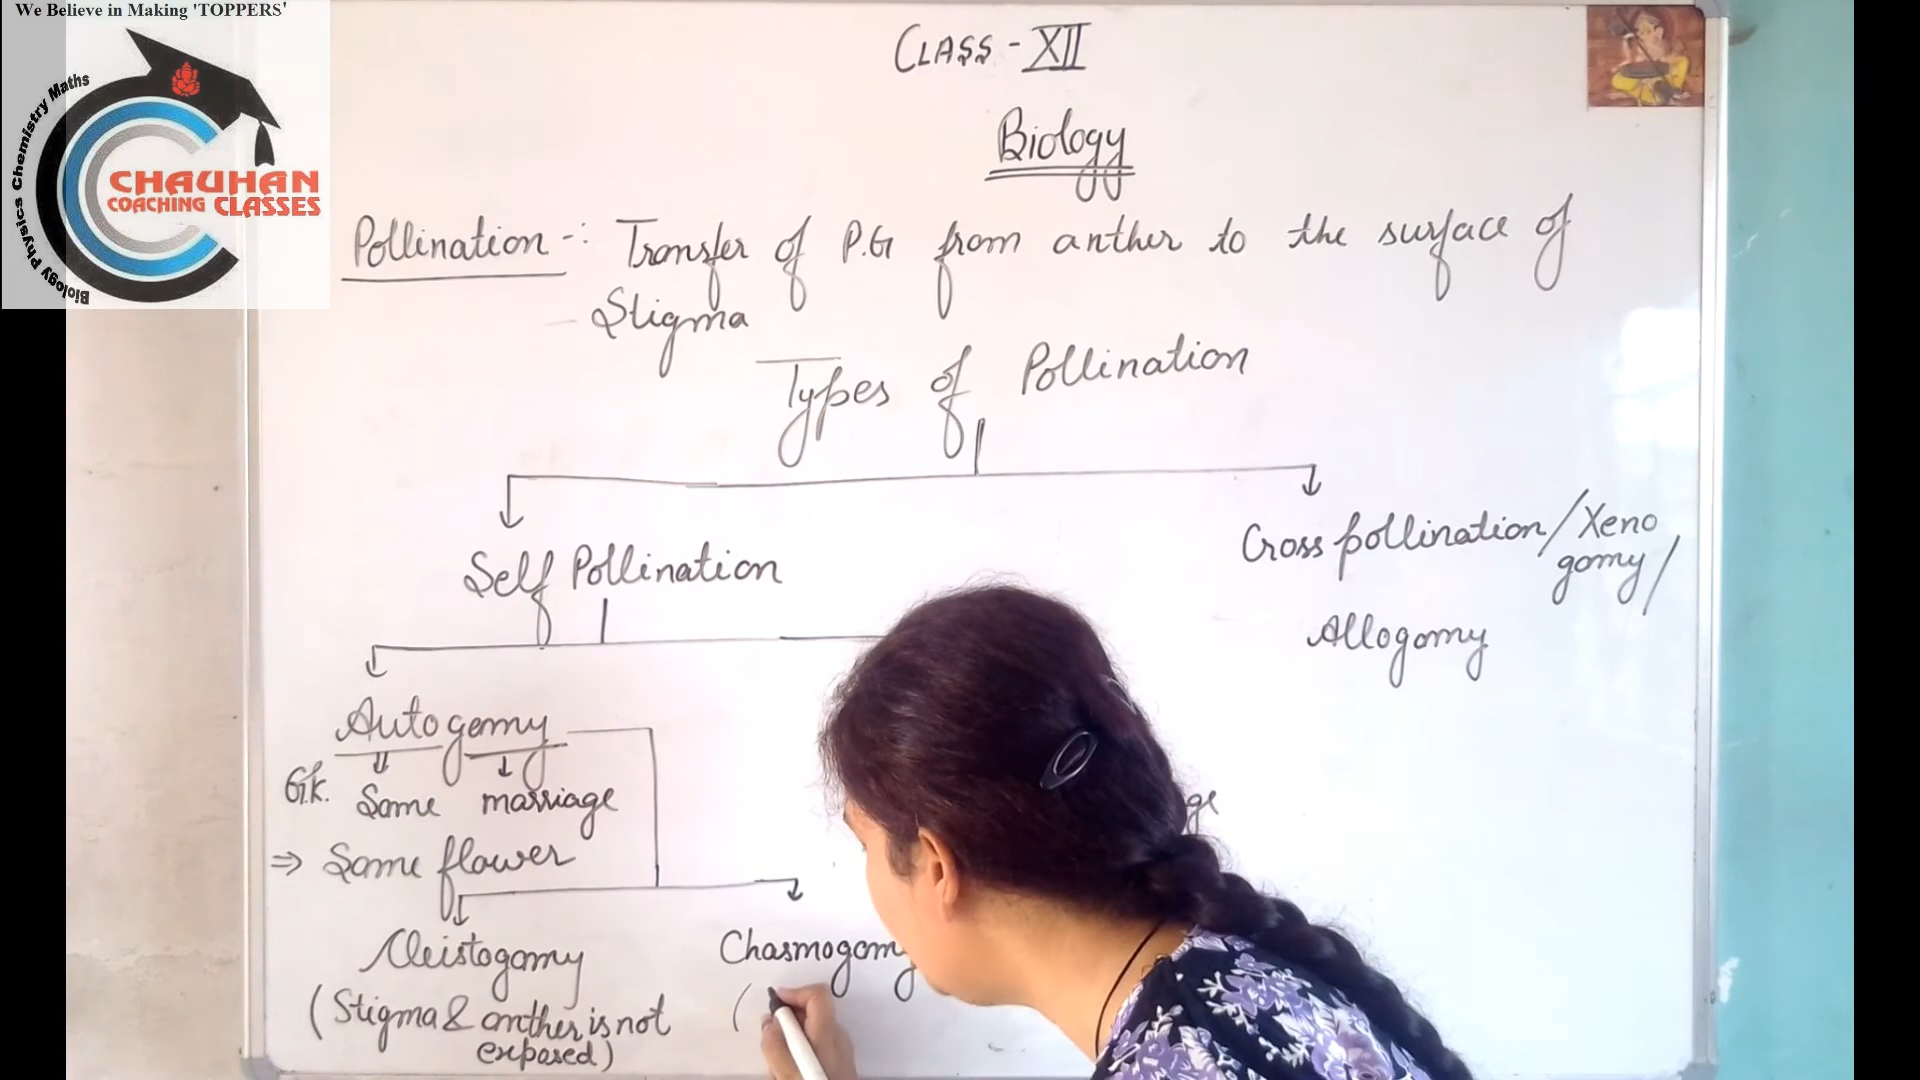 We Believe in Making 'TOPPERS'
Biology Physics Chemistry Maths
CHAUHAN
COACHING CLASSES
CLASS - XII
Biology
Pollination -: Transfer of P.G from anther to the surface of
Stigma
Types of Pollination
Self Pollination
Cross pollination/Xeno
gamy/
Allogamy
Autogamy
G.k. Same marriage
⇒ Same flower
Cleistogamy
Chasmogamy
(Stigma & anther is not
exposed)
(